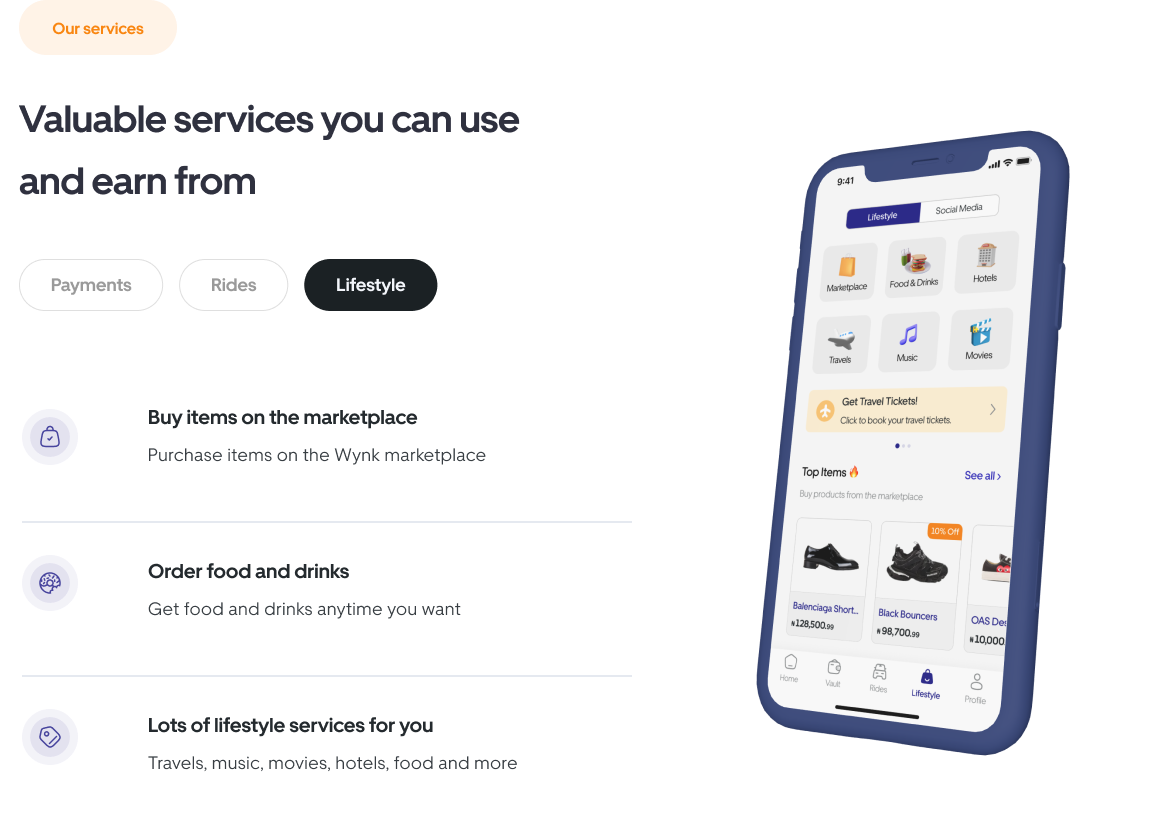 Our services
Valuable services you can use
and earn from
Payments
Rides
Lifestyle
Buy items on the marketplace
Purchase items on the Wynk marketplace
Order food and drinks
Get food and drinks anytime you want
Lots of lifestyle services for you
Travels, music, movies, hotels, food and more
9:41
Lifestyle
Social Media
Marketplace
Food & Drinks
Hotels
Travels
Music
Movies
Get Travel Tickets!
Click to book your travel tickets.
Top Items 🔥
See all ›
Buy products from the marketplace
10% Off
Balenciaga Short...
Black Bouncers
OAS Des
₦128,500.99
₦98,700.99
₦10,000
Home
Vault
Rides
Lifestyle
Profile